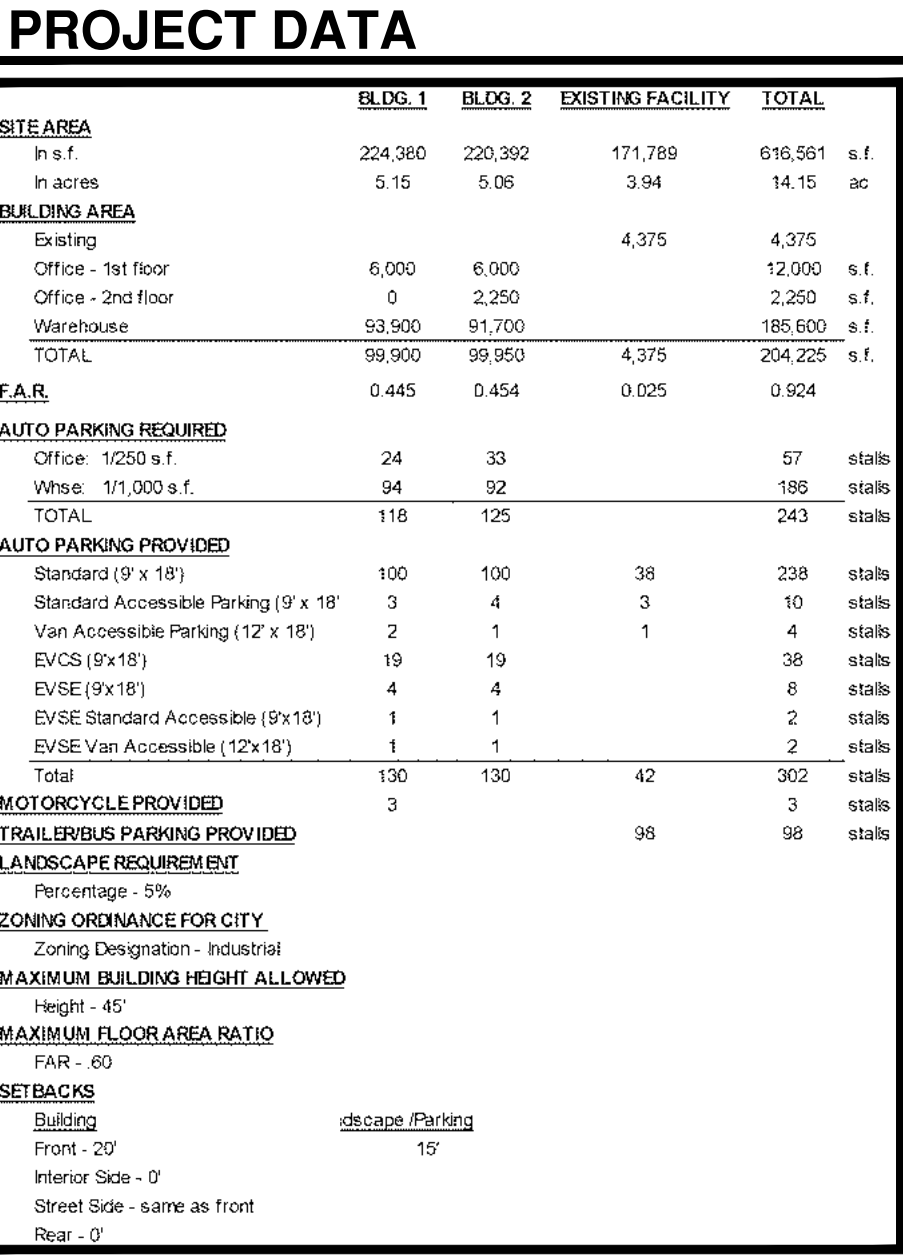 PROJECT DATA
BLDG. 1 BLDG. 2 EXISTING FACILITY TOTAL
SITE AREA
In s.f. 224,380 220,392 171,789 616,561 s.f.
In acres 5.15 5.06 3.94 14.15 ac
BUILDING AREA
Existing 4,375 4,375
Office - 1st floor 6,000 6,000 12,000 s.f.
Office - 2nd floor 0 2,250 2,250 s.f.
Warehouse 93,900 91,700 185,600 s.f.
TOTAL 99,900 99,950 4,375 204,225 s.f.
F.A.R. 0.445 0.454 0.025 0.924
AUTO PARKING REQUIRED
Office: 1/250 s.f. 24 33 57 stalls
Whse: 1/1,000 s.f. 94 92 186 stalls
TOTAL 118 125 243 stalls
AUTO PARKING PROVIDED
Standard (9' x 18') 100 100 38 238 stalls
Standard Accessible Parking (9' x 18' 3 4 3 10 stalls
Van Accessible Parking (12' x 18') 2 1 1 4 stalls
EVCS (9'x18') 19 19 38 stalls
EVSE (9'x18') 4 4 8 stalls
EVSE Standard Accessible (9'x18') 1 1 2 stalls
EVSE Van Accessible (12'x18') 1 1 2 stalls
Total 130 130 42 302 stalls
MOTORCYCLE PROVIDED 3 3 stalls
TRAILER/BUS PARKING PROVIDED 98 98 stalls
LANDSCAPE REQUIREMENT
Percentage - 5%
ZONING ORDINANCE FOR CITY
Zoning Designation - Industrial
MAXIMUM BUILDING HEIGHT ALLOWED
Height - 45'
MAXIMUM FLOOR AREA RATIO
FAR - .60
SETBACKS
Building dscape /Parking
Front - 20' 15'
Interior Side - 0'
Street Side - same as front
Rear - 0'